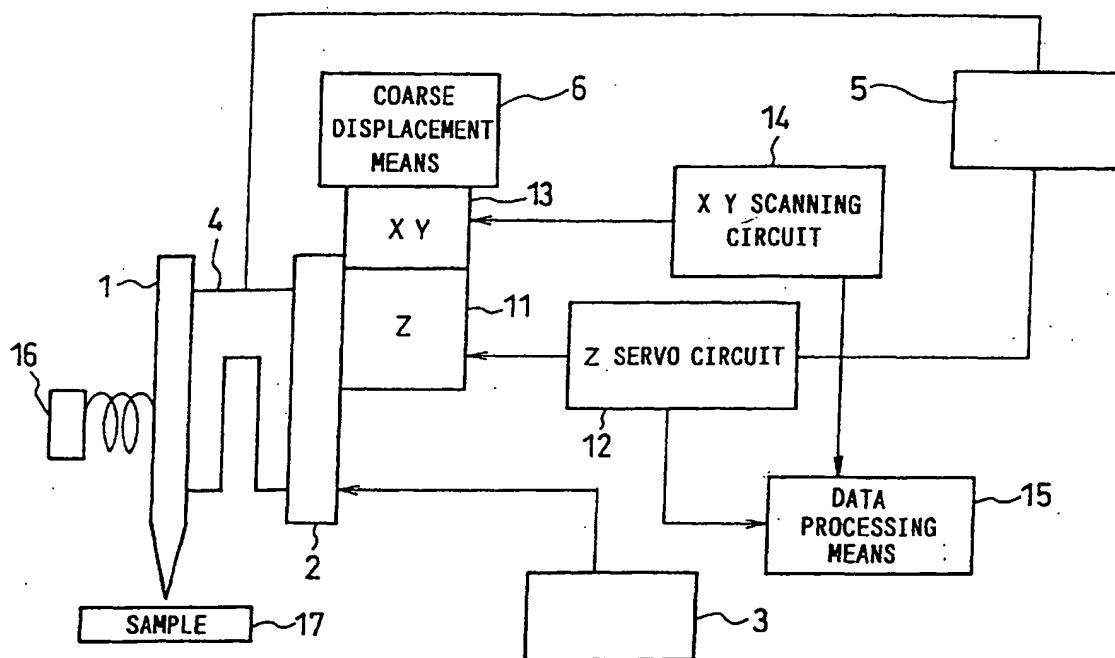 COARSE
DISPLACEMENT
MEANS
6
5
14
13
X Y
X Y SCANNING
CIRCUIT
4
1
11
Z
Z SERVO CIRCUIT
16
12
DATA
PROCESSING
MEANS
15
2
3
SAMPLE
17